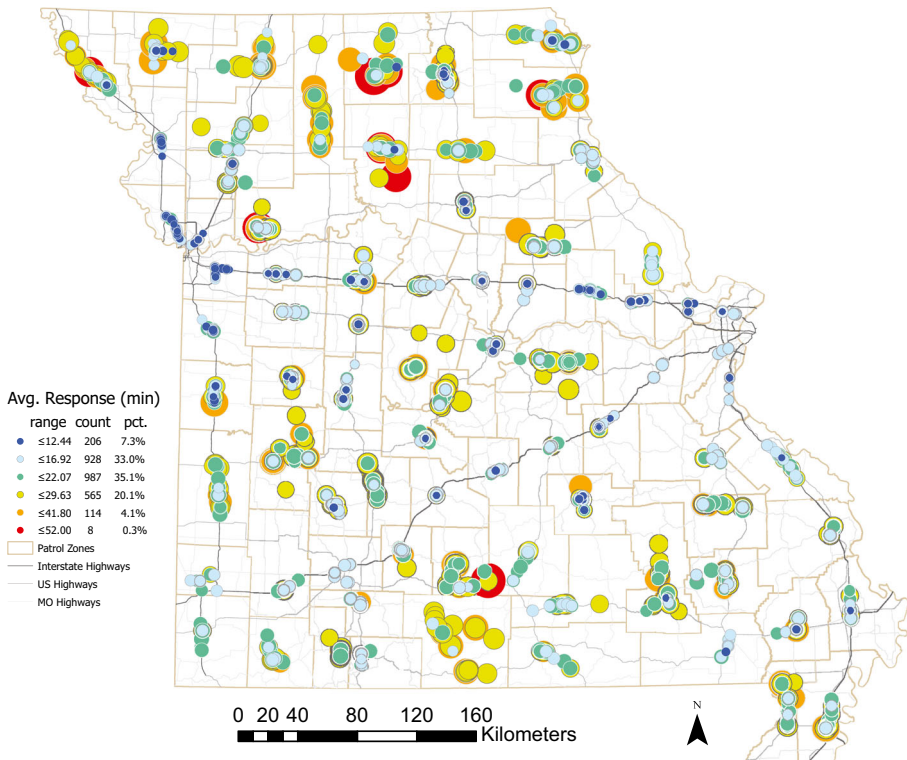 Avg. Response (min)
range count pct.
≤12.44 206 7.3%
≤16.92 928 33.0%
≤22.07 987 35.1%
≤29.63 565 20.1%
≤41.80 114 4.1%
≤52.00 8 0.3%
Patrol Zones
Interstate Highways
US Highways
MO Highways
N
0 20 40 80 120 160
Kilometers